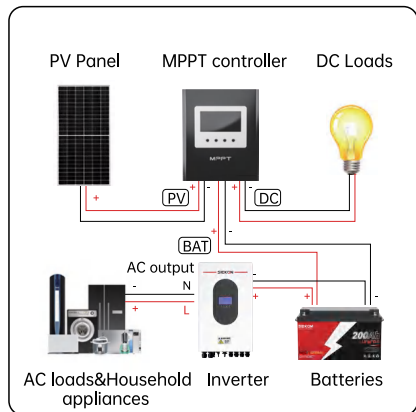 PV Panel
MPPT controller
DC Loads
MPPT
+
PV
-
+
DC
-
+
BAT
-
AC output
-
N
+
L
-
+
+
-
200Ah
AC loads&Household
appliances
Inverter
Batteries